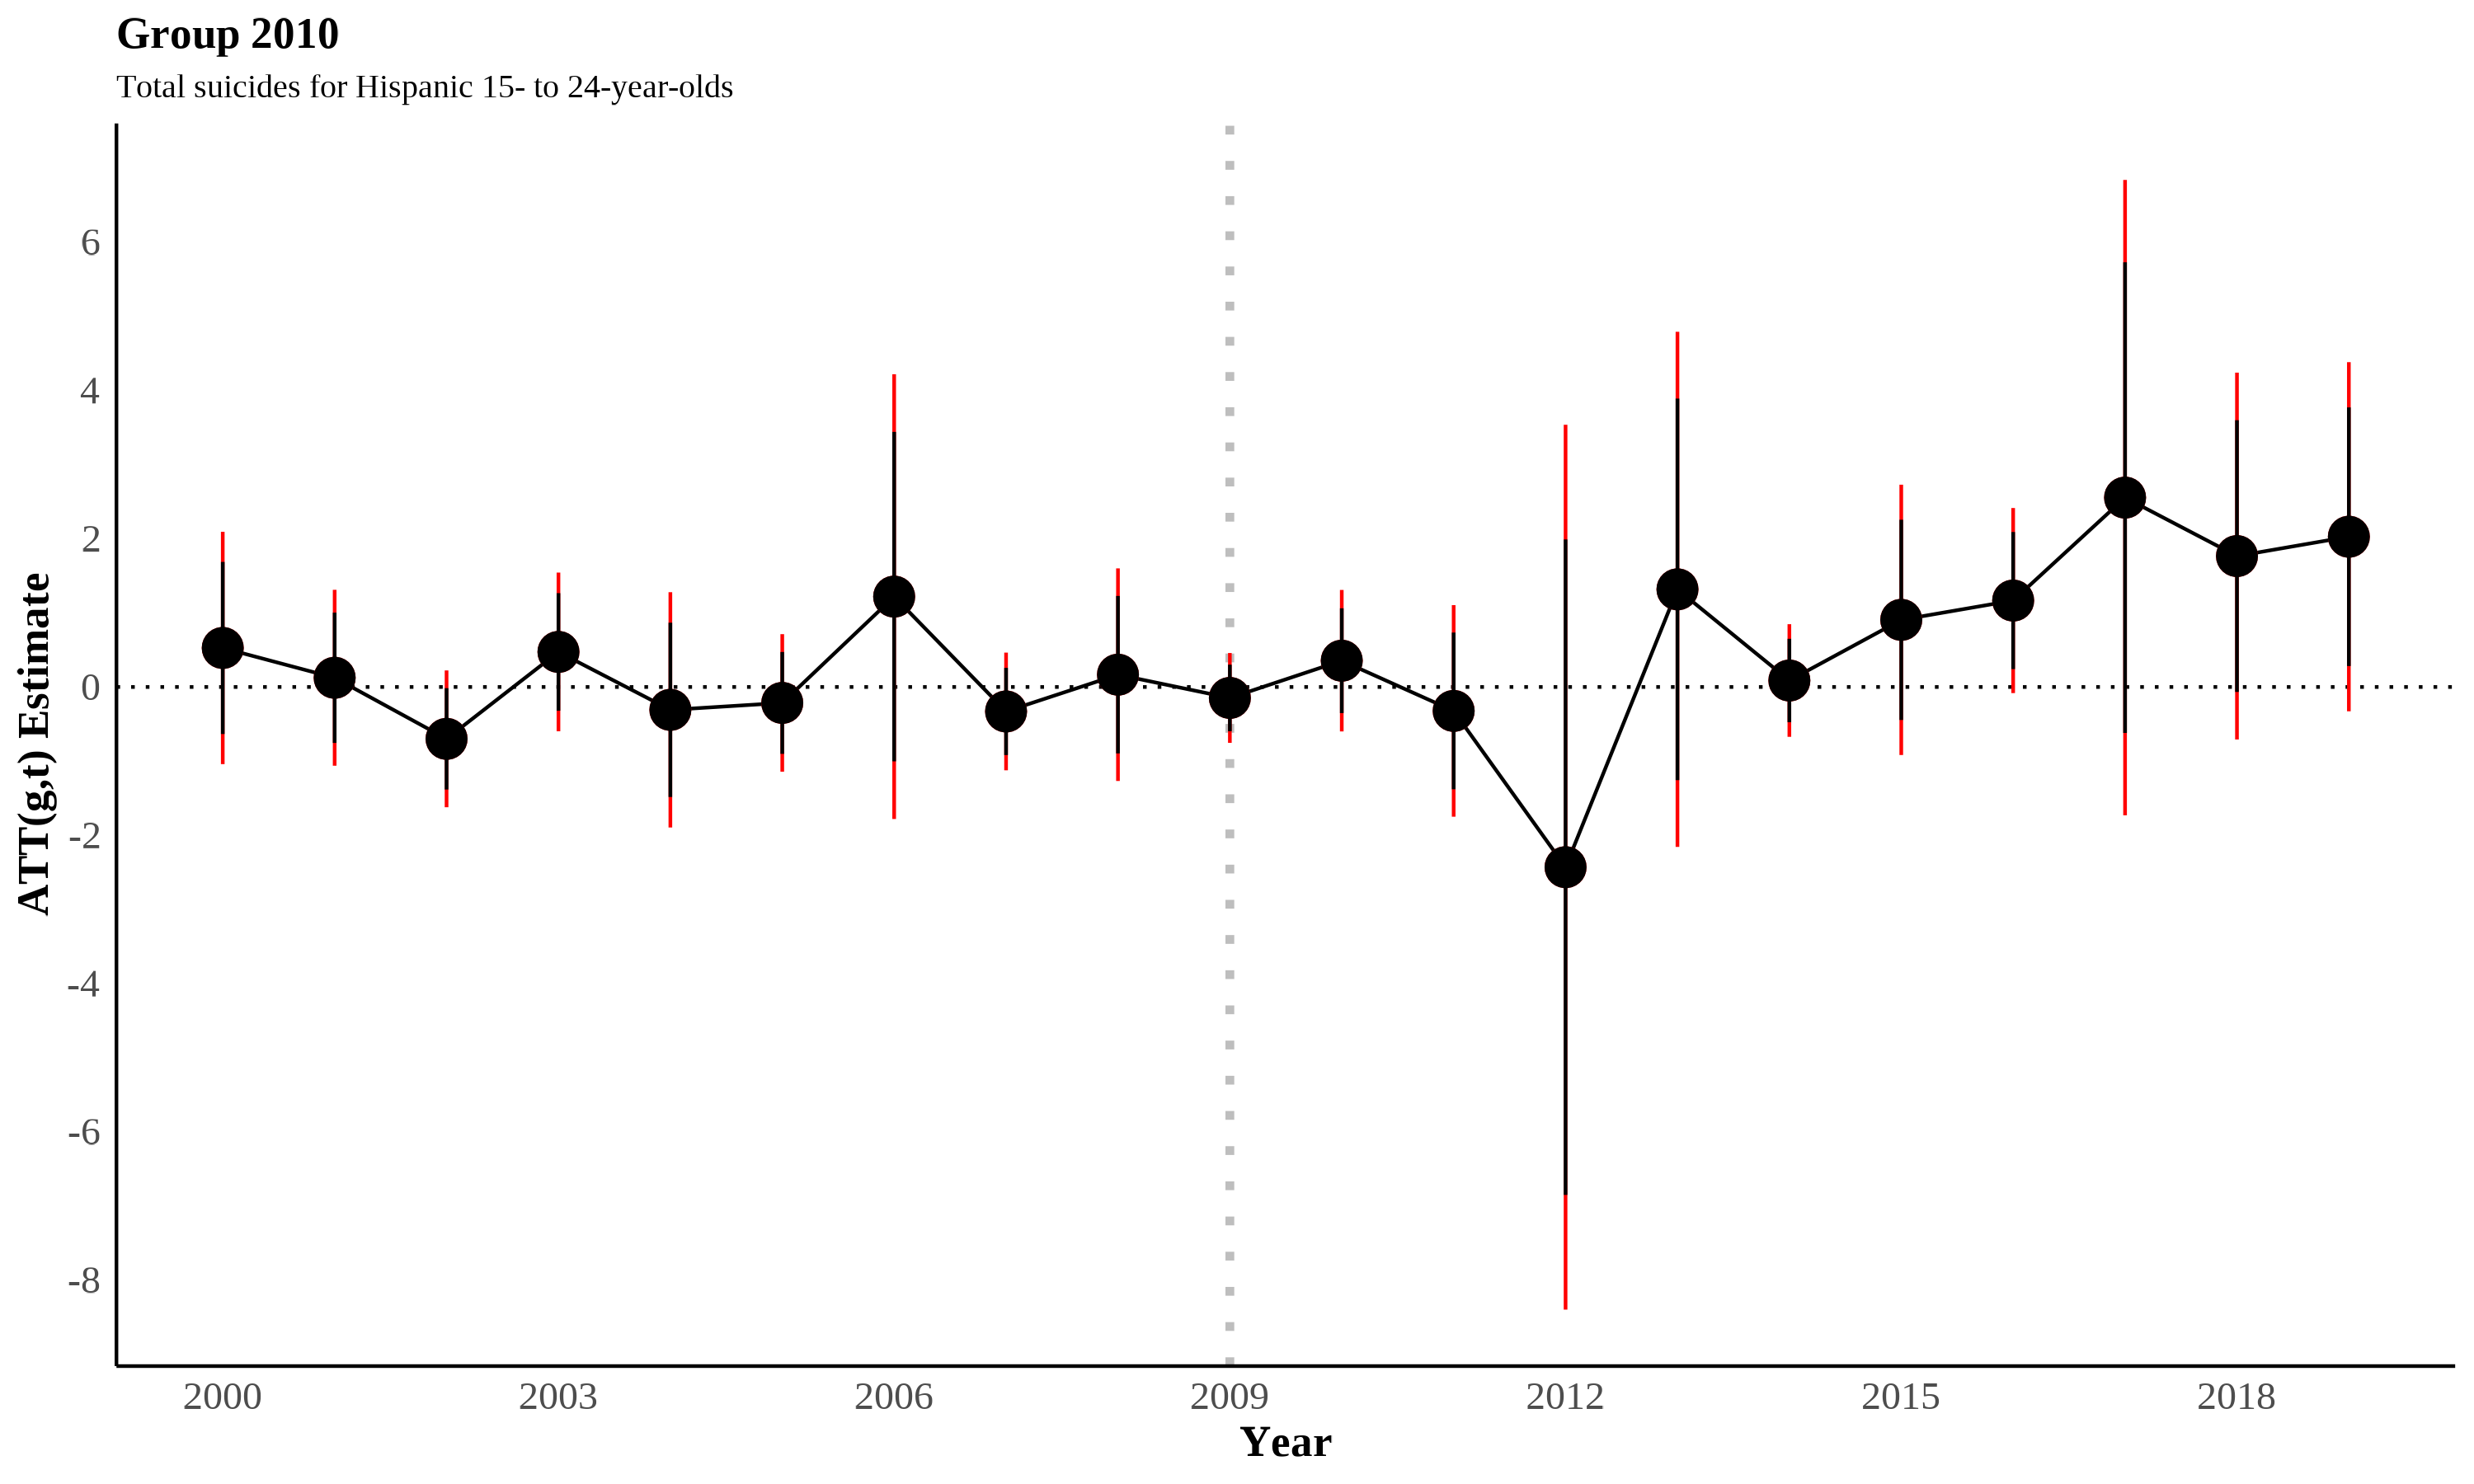 Group 2010
Total suicides for Hispanic 15- to 24-year-olds
ATT(g,t) Estimate
6
4
2
0
-2
-4
-6
-8
2000 2003 2006 2009 2012 2015 2018
Year